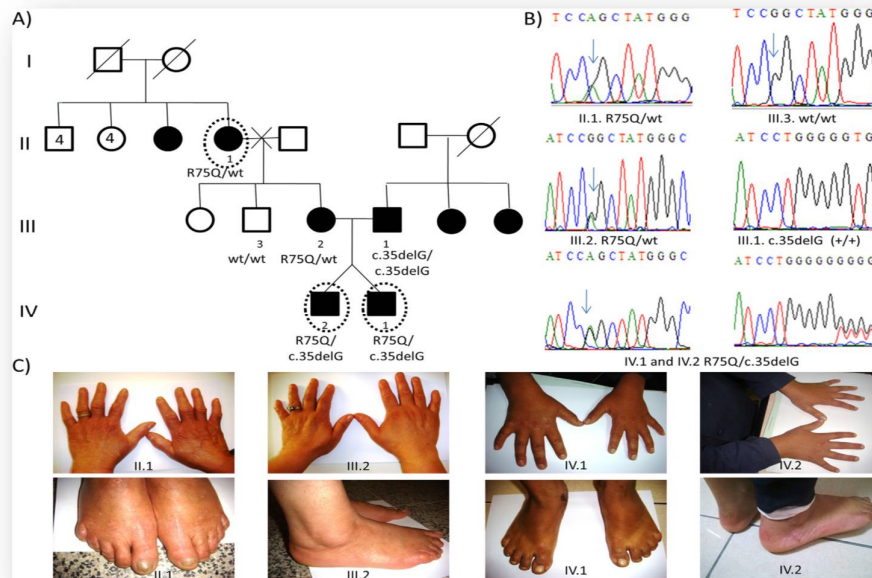 A)
I
4
4
II
1
R75Q/wt
III
3
wt/wt
2
R75Q/wt
1
c.35delG/
c.35delG
IV
2
R75Q/
c.35delG
1
R75Q/
c.35delG
B)
T C C A G C T A T G G G
II.1. R75Q/wt
T C C G G C T A T G G G
III.3. wt/wt
A T C C G G C T A T G G G C
III.2. R75Q/wt
A T C C T G G G G G T G
III.1. c.35delG (+/+)
A T C C A G C T A T G G G C
A T C C T G G G G G G G G G
IV.1 and IV.2 R75Q/c.35delG
C)
II.1
III.2
IV.1
IV.2
II.1
III.2
IV.1
IV.2